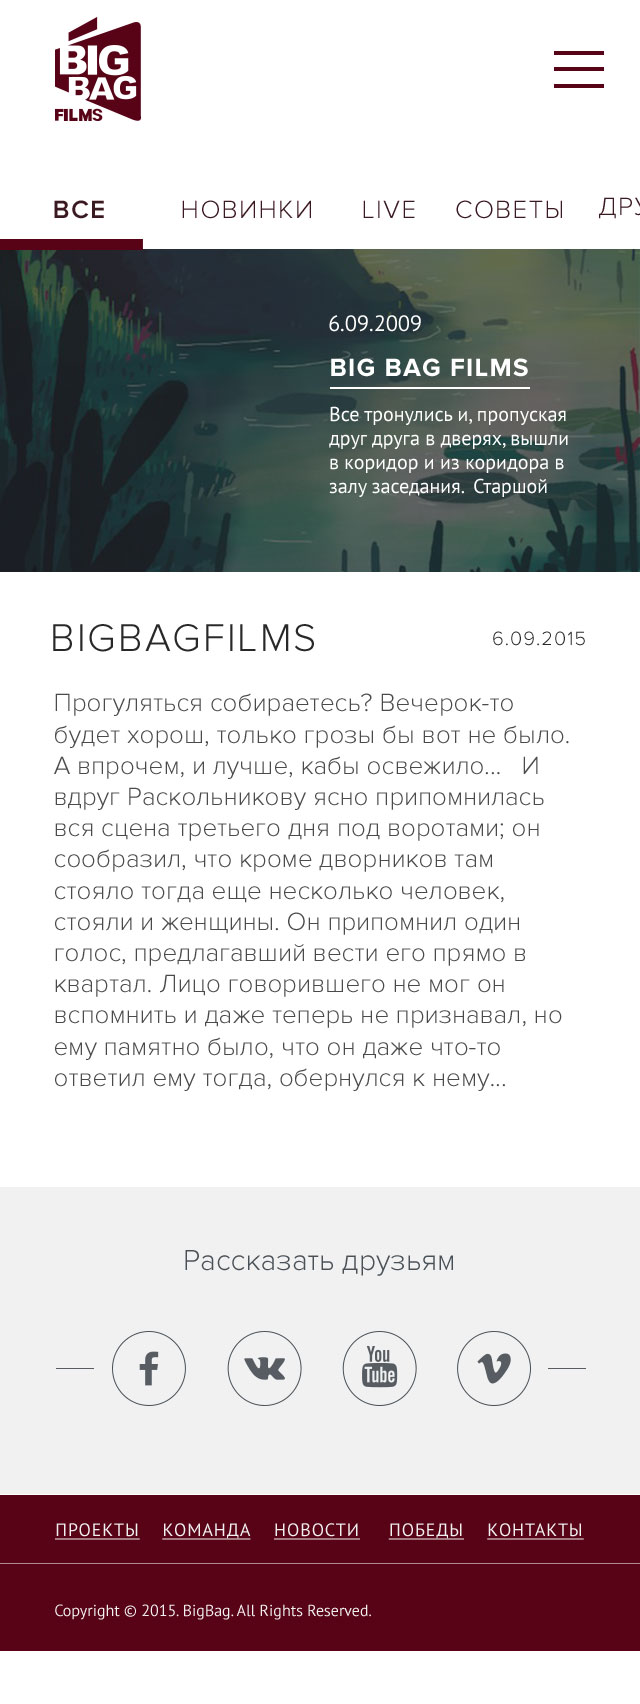 BIG
BAG
FILMS
ВСЕ НОВИНКИ LIVE СОВЕТЫ ДРУ
6.09.2009
BIG BAG FILMS
Все тронулись и, пропуская
друг друга в дверях, вышли
в коридор и из коридора в
залу заседания. Старшой
BIGBAGFILMS 6.09.2015
Прогуляться собираетесь? Вечерок-то
будет хорош, только грозы бы вот не было.
А впрочем, и лучше, кабы освежило... И
вдруг Раскольникову ясно припомнилась
вся сцена третьего дня под воротами; он
сообразил, что кроме дворников там
стояло тогда еще несколько человек,
стояли и женщины. Он припомнил один
голос, предлагавший вести его прямо в
квартал. Лицо говорившего не мог он
вспомнить и даже теперь не признавал, но
ему памятно было, что он даже что-то
ответил ему тогда, обернулся к нему...
Рассказать друзьям
You
Tube
ПРОЕКТЫ КОМАНДА НОВОСТИ ПОБЕДЫ КОНТАКТЫ
Copyright © 2015. BigBag. All Rights Reserved.